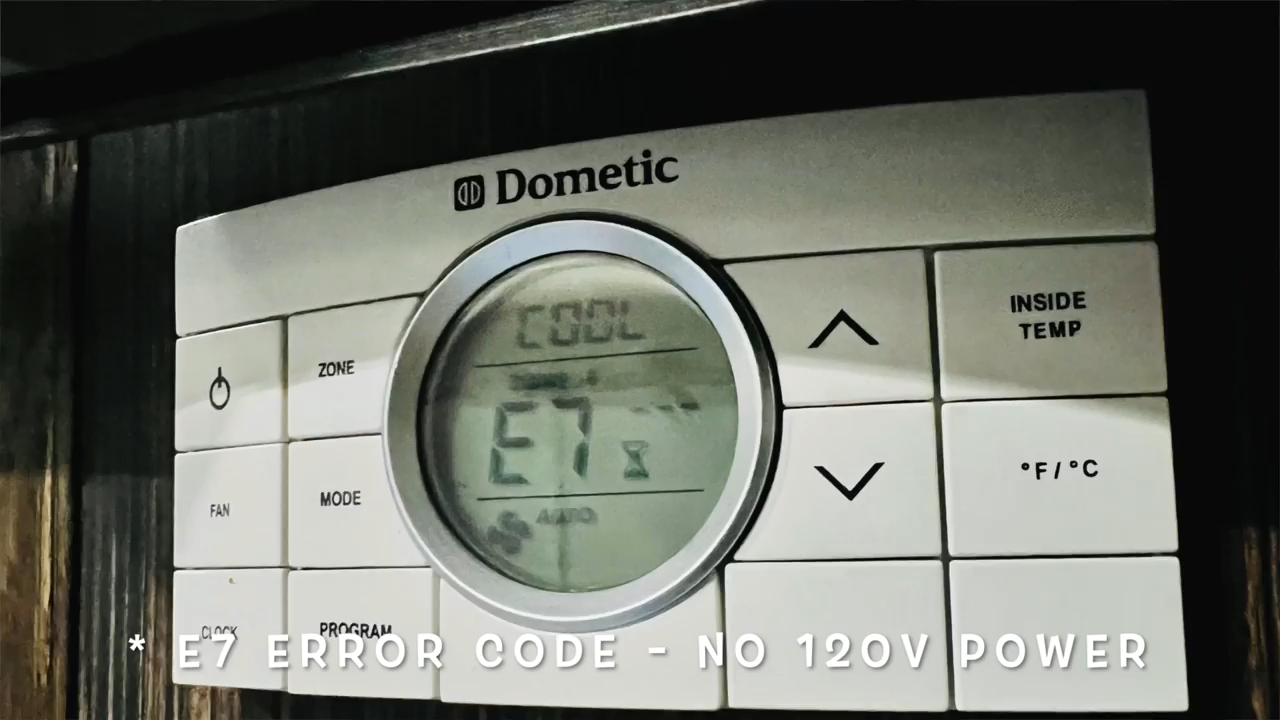 Dometic
COOL
ZONE
INSIDE
TEMP
E7
FAN
MODE
°F/°C
AUTO
CLOCK
PROGRAM
* E7 ERROR CODE - NO 120V POWER